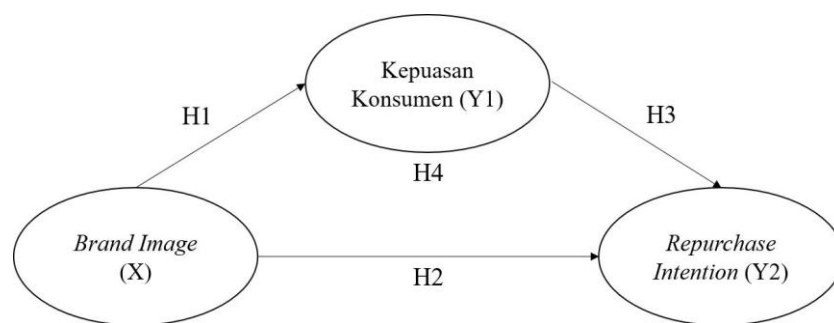 Kepuasan
Konsumen (Y1)
H1
H3
H4
Brand Image
(X)
H2
Repurchase
Intention (Y2)